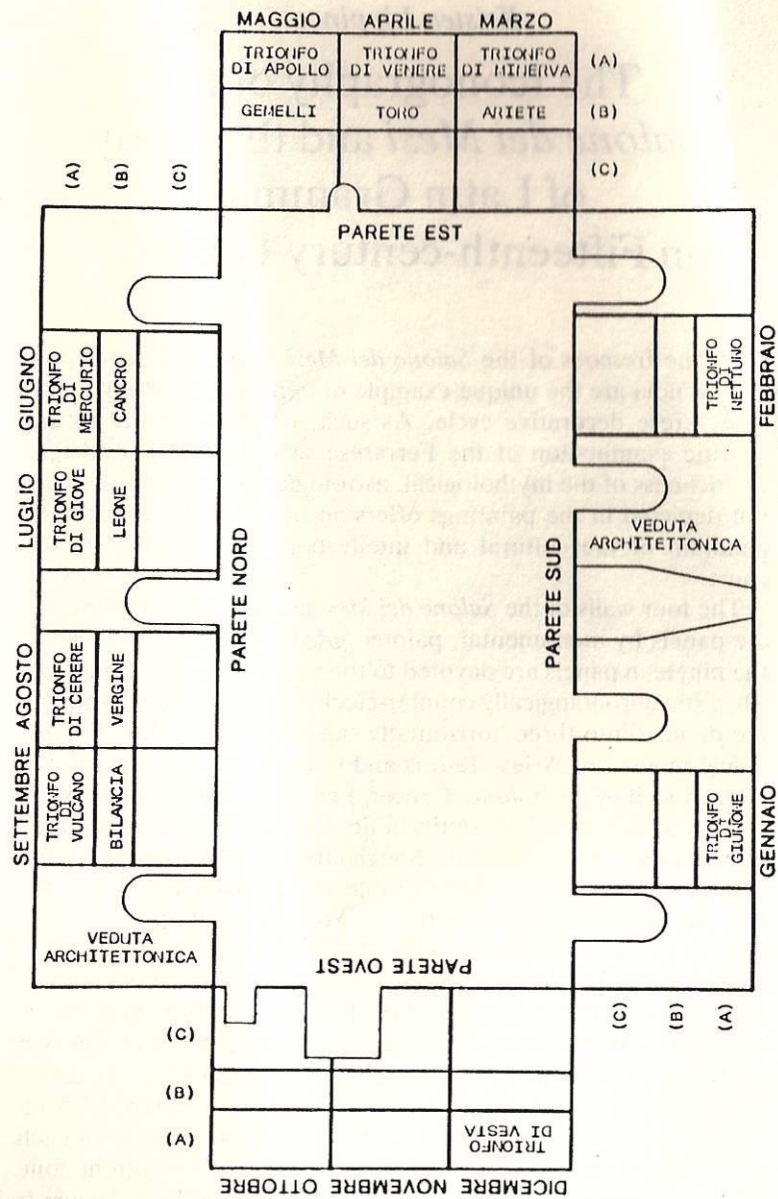 MAGGIO APRILE MARZO
TRIONFO DI APOLLO
TRIONFO DI VENERE
TRIONFO DI MINERVA
(A)
GEMELLI TORO ARIETE (B)
(C)
PARETE EST
(A)
(B)
(C)
GIUGNO
TRIONFO
DI
MERCURIO
CANCRO
LUGLIO
TRIONFO
DI GIOVE
LEONE
PARETE NORD
AGOSTO
TRIONFO
DI CERERE
VERGINE
SETTEMBRE
TRIONFO
DI
VULCANO
BILANCIA
VEDUTA
ARCHITETTONICA
PARETE SUD
FEBBRAIO
TRIONFO
DI
NETTUNO
VEDUTA
ARCHITETTONICA
GENNAIO
TRIONFO
DI
GIUNONE
(C)
(B)
(A)
PARETE OVEST
(C)
(B)
(A)
TRIONFO
DI VESTA
DICEMBRE NOVEMBRE OTTOBRE